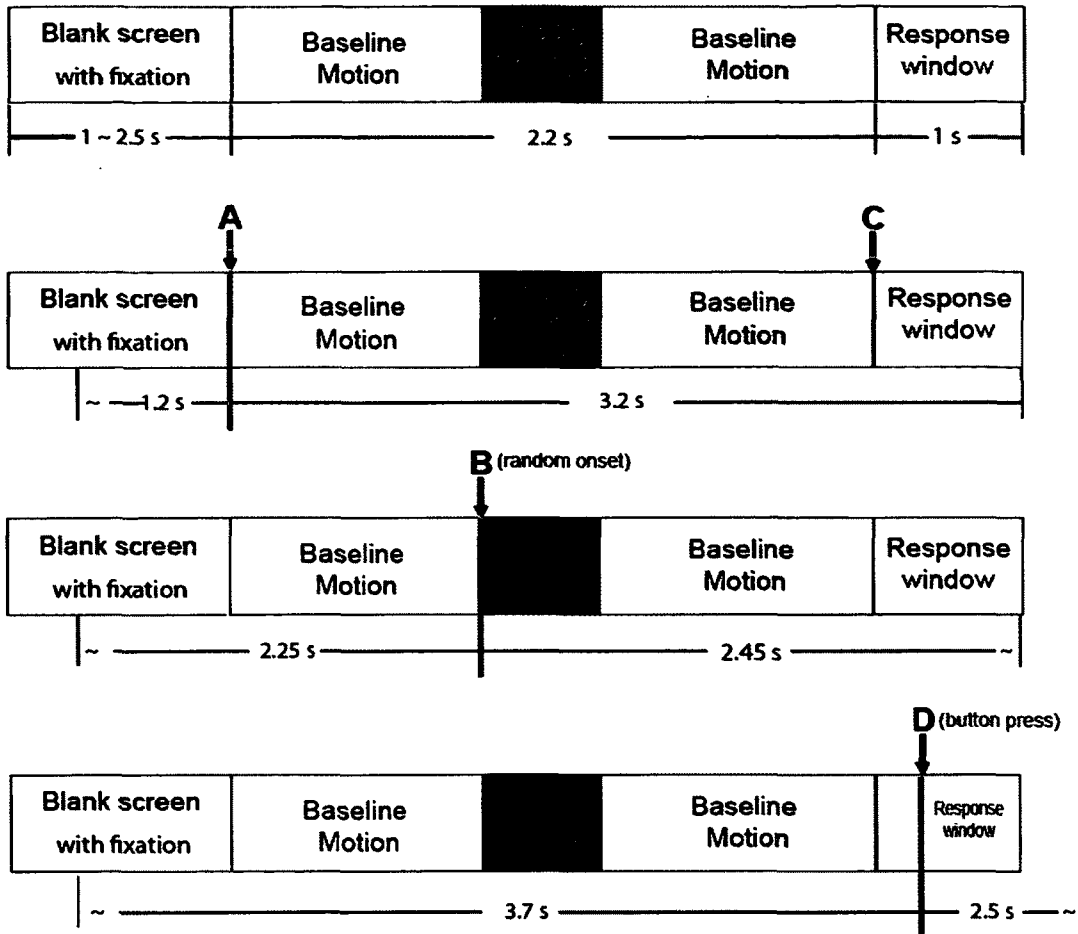 Blank screen
with fixation
Baseline
Motion
Baseline
Motion
Response
window
1 ~ 2.5 s
2.2 s
1 s
A
C
Blank screen
with fixation
Baseline
Motion
Baseline
Motion
Response
window
~ 1.2 s
3.2 s
B (random onset)
Blank screen
with fixation
Baseline
Motion
Baseline
Motion
Response
window
~ 2.25 s
2.45 s ~
D (button press)
Blank screen
with fixation
Baseline
Motion
Baseline
Motion
Response
window
~ 3.7 s
2.5 s ~